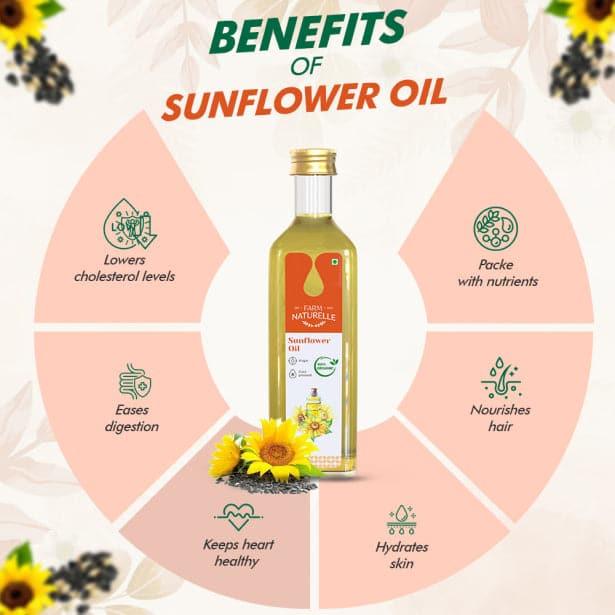 BENEFITS
OF
SUNFLOWER OIL
LOW
Lowers
cholesterol levels
Packe
with nutrients
FARM
NATURELLE
Sunflower
Oil
Eases
digestion
Nourishes
hair
Keeps heart
healthy
Hydrates
skin